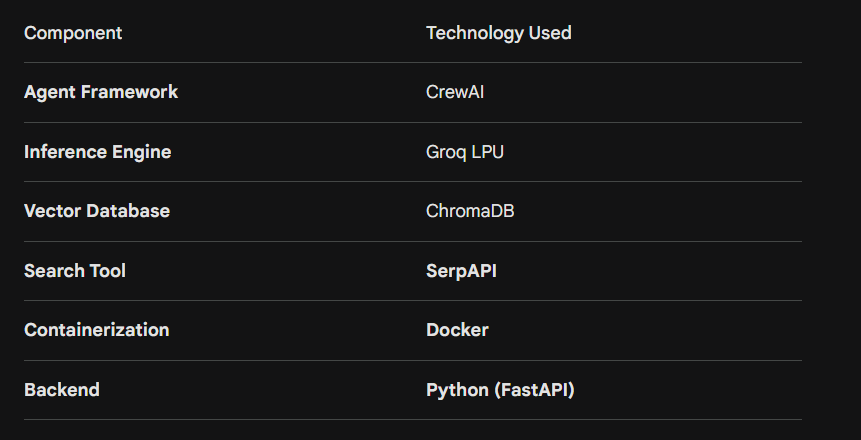 Component Technology Used
Agent Framework CrewAI
Inference Engine Groq LPU
Vector Database ChromaDB
Search Tool SerpAPI
Containerization Docker
Backend Python (FastAPI)